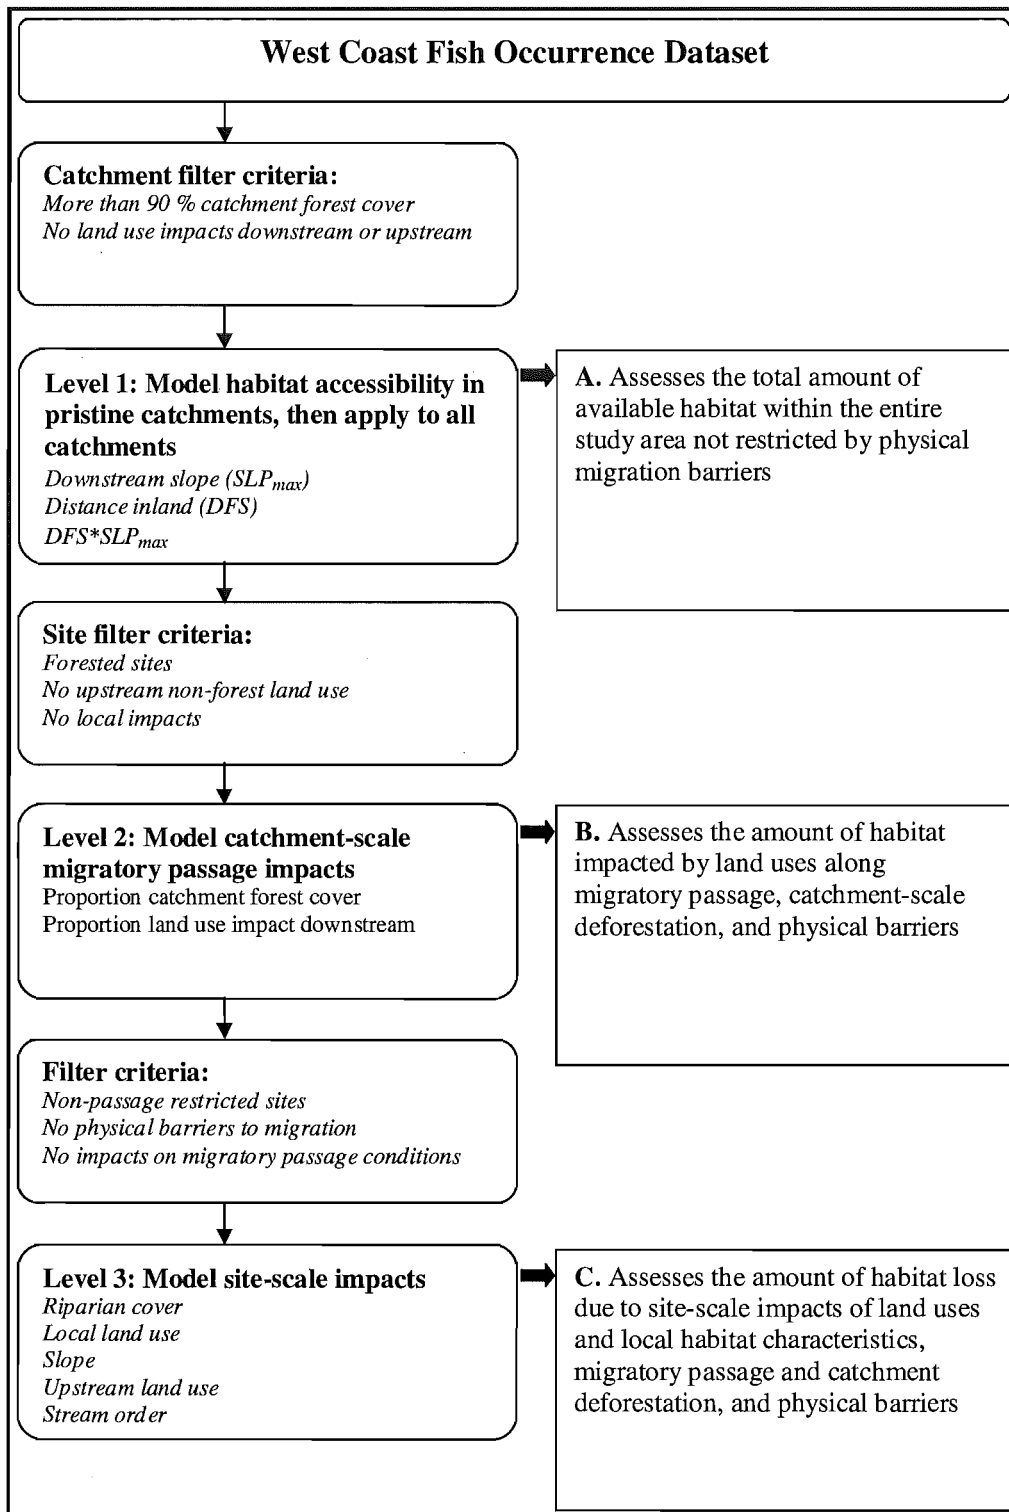 West Coast Fish Occurrence Dataset
Catchment filter criteria:
More than 90 % catchment forest cover
No land use impacts downstream or upstream
Level 1: Model habitat accessibility in
pristine catchments, then apply to all
catchments
Downstream slope (SLPmax)
Distance inland (DFS)
DFS*SLPmax
A. Assesses the total amount of
available habitat within the entire
study area not restricted by physical
migration barriers
Site filter criteria:
Forested sites
No upstream non-forest land use
No local impacts
Level 2: Model catchment-scale
migratory passage impacts
Proportion catchment forest cover
Proportion land use impact downstream
B. Assesses the amount of habitat
impacted by land uses along
migratory passage, catchment-scale
deforestation, and physical barriers
Filter criteria:
Non-passage restricted sites
No physical barriers to migration
No impacts on migratory passage conditions
Level 3: Model site-scale impacts
Riparian cover
Local land use
Slope
Upstream land use
Stream order
C. Assesses the amount of habitat loss
due to site-scale impacts of land uses
and local habitat characteristics,
migratory passage and catchment
deforestation, and physical barriers